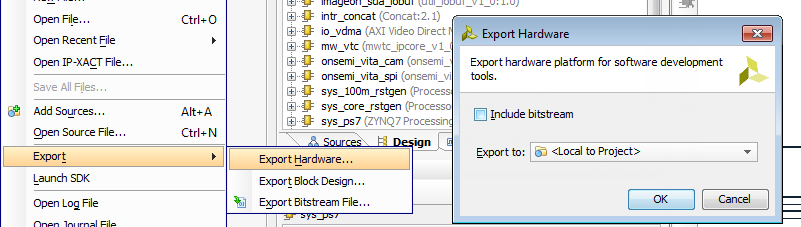 Open File... Ctrl+O
Open Recent File
Open IP-XACT File...
Save All Files...
Add Sources... Alt+A
Open Source File... Ctrl+N
Export
Launch SDK
Open Log File
Open Journal File
Export Hardware...
Export Block Design...
Export Bitstream File...
imageon_sda_iobuf (util_iobuf_v1_0:1.0)
intr_concat (Concat:2.1)
io_vdma (AXI Video Direct M
mw_vtc (mwtc_ipcore_v1_0
onsemi_vita_cam (onsemi_
onsemi_vita_spi (onsemi_v
sys_100m_rstgen (Processo
sys_core_rstgen (Processo
sys_ps7 (ZYNQ7 Processing
Sources Design
sys_ps7
Export Hardware
Export hardware platform for software development
tools.
Include bitstream
Export to: <Local to Project>
OK Cancel